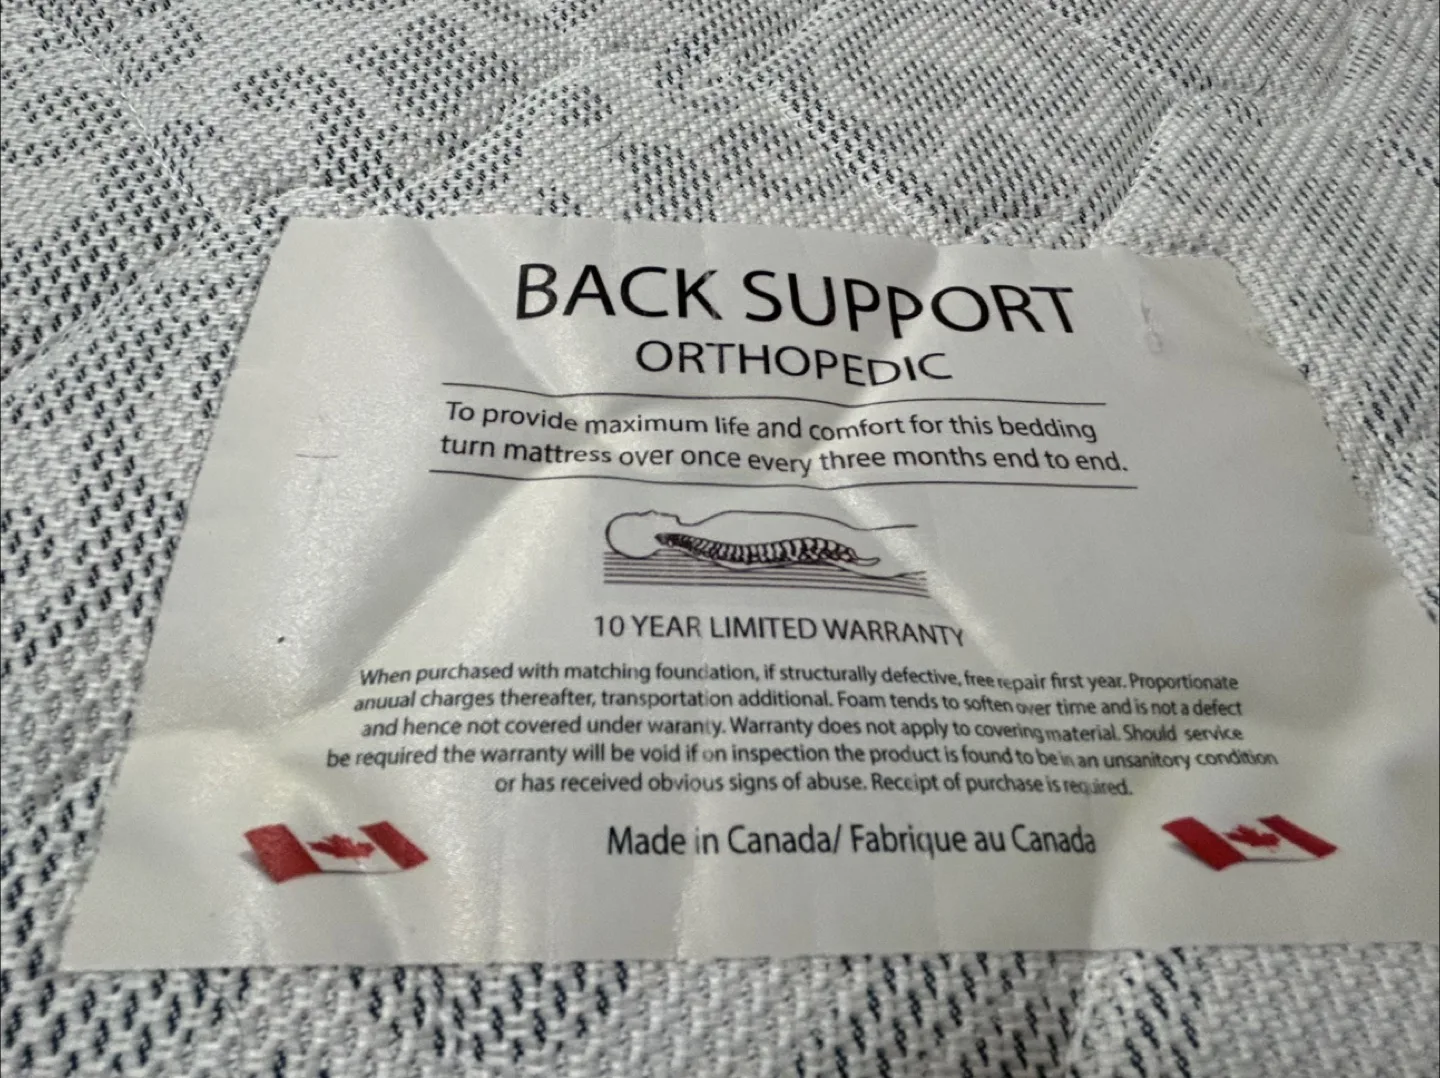 BACK SUPPORT
ORTHOPEDIC
To provide maximum life and comfort for this bedding
turn mattress over once every three months end to end.
10 YEAR LIMITED WARRANTY
When purchased with matching foundation, if structurally defective, free repair first year. Proportionate
anuual charges thereafter, transportation additional. Foam tends to soften over time and is not a defect
and hence not covered under waranty. Warranty does not apply to covering material. Should service
be required the warranty will be void if on inspection the product is found to be in an unsanitory condition
or has received obvious signs of abuse. Receipt of purchase is required.
Made in Canada/ Fabrique au Canada